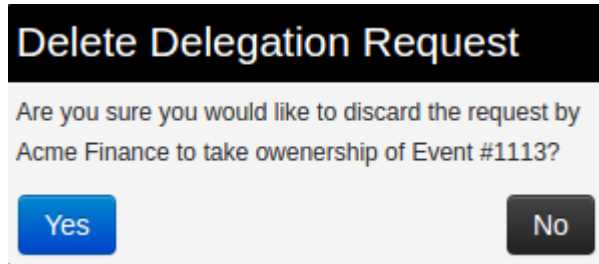 Delete Delegation Request
Are you sure you would like to discard the request by
Acme Finance to take owenership of Event #1113?
Yes No